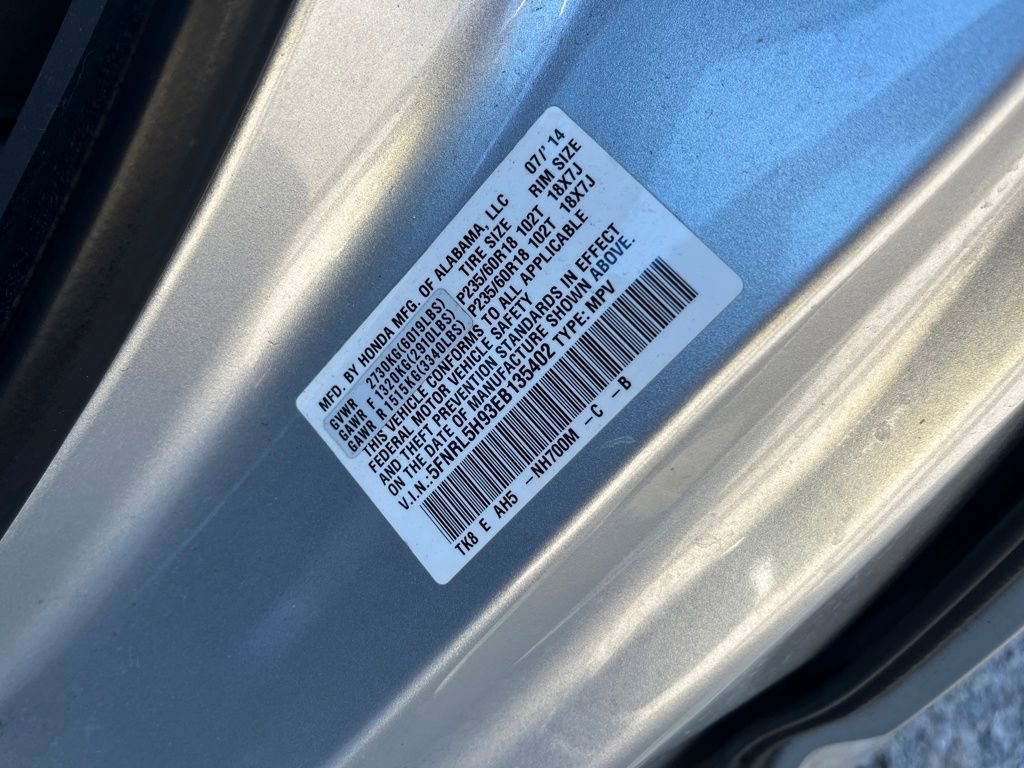 MFD. BY HONDA MFG. OF ALABAMA, LLC 07/' 14
GVWR 2730KG(6019LBS) TIRE SIZE RIM SIZE
GAWR F 1320KG(2910LBS) P235/60R18 102T 18X7J
GAWR R 1515KG(3340LBS) P235/60R18 102T 18X7J
THIS VEHICLE CONFORMS TO ALL APPLICABLE
FEDERAL MOTOR VEHICLE SAFETY
AND THEFT PREVENTION STANDARDS IN EFFECT
ON THE DATE OF MANUFACTURE SHOWN ABOVE.
V.I.N.:5FNRL5H93EB135402 TYPE:MPV
TK8 E AH5 -NH700M - C - B